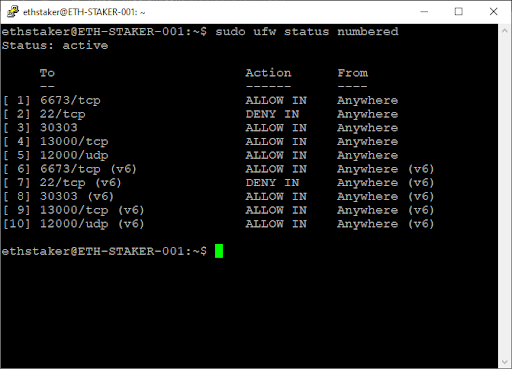 ethstaker@ETH-STAKER-001: ~
ethstaker@ETH-STAKER-001:~$ sudo ufw status numbered
Status: active
To                         Action      From
--                         ------      ----
[ 1] 6673/tcp                   ALLOW IN    Anywhere
[ 2] 22/tcp                     DENY IN     Anywhere
[ 3] 30303                      ALLOW IN    Anywhere
[ 4] 13000/tcp                  ALLOW IN    Anywhere
[ 5] 12000/udp                  ALLOW IN    Anywhere
[ 6] 6673/tcp (v6)              ALLOW IN    Anywhere (v6)
[ 7] 22/tcp (v6)                DENY IN     Anywhere (v6)
[ 8] 30303 (v6)                 ALLOW IN    Anywhere (v6)
[ 9] 13000/tcp (v6)             ALLOW IN    Anywhere (v6)
[10] 12000/udp (v6)             ALLOW IN    Anywhere (v6)
ethstaker@ETH-STAKER-001:~$